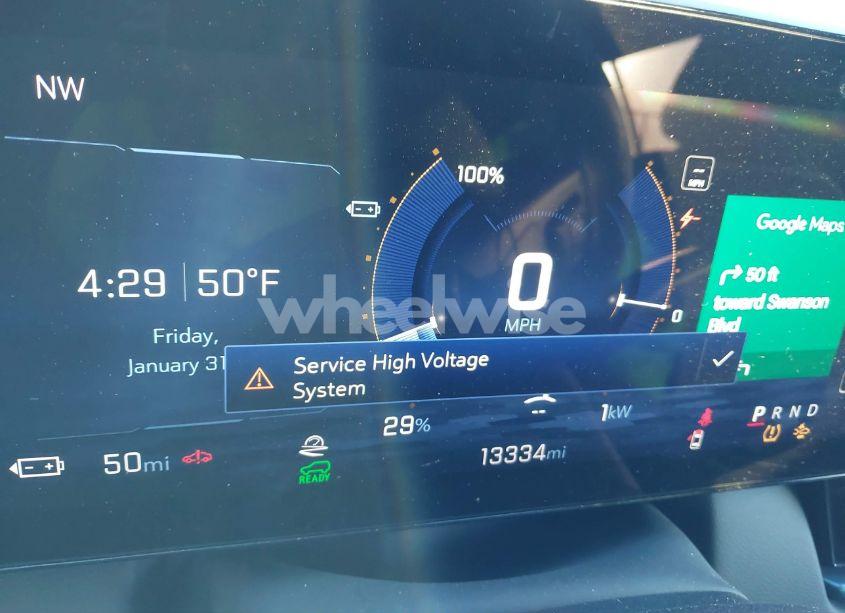 NW
100%
MPH
Google Maps
50 ft
toward Swanson
Blvd
4:29 50°F
0
MPH
0
wheelwise
Friday,
January 31
Service High Voltage
System
29%
1kW
P R N D
50mi
READY
13334mi